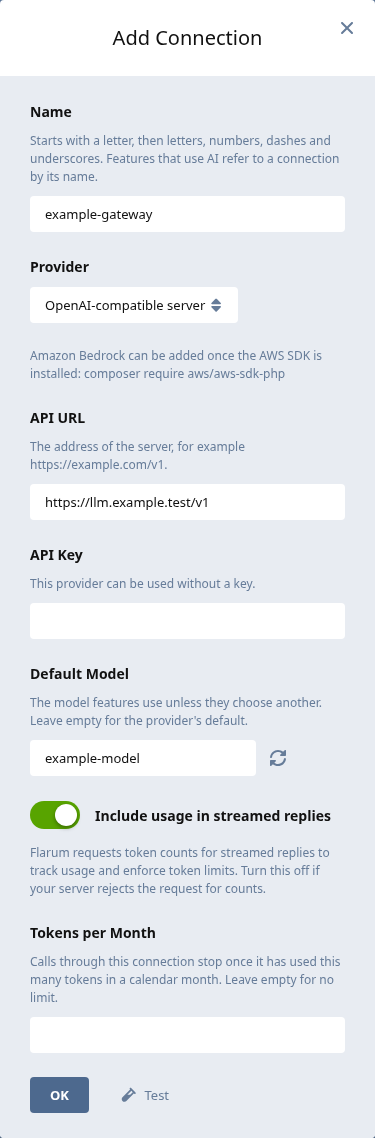 Add Connection
Name
Starts with a letter, then letters, numbers, dashes and
underscores. Features that use AI refer to a connection
by its name.
example-gateway
Provider
OpenAI-compatible server
Amazon Bedrock can be added once the AWS SDK is
installed: composer require aws/aws-sdk-php
API URL
The address of the server, for example
https://example.com/v1.
https://llm.example.test/v1
API Key
This provider can be used without a key.
Default Model
The model features use unless they choose another.
Leave empty for the provider's default.
example-model
Include usage in streamed replies
Flarum requests token counts for streamed replies to
track usage and enforce token limits. Turn this off if
your server rejects the request for counts.
Tokens per Month
Calls through this connection stop once it has used this
many tokens in a calendar month. Leave empty for no
limit.
OK
Test